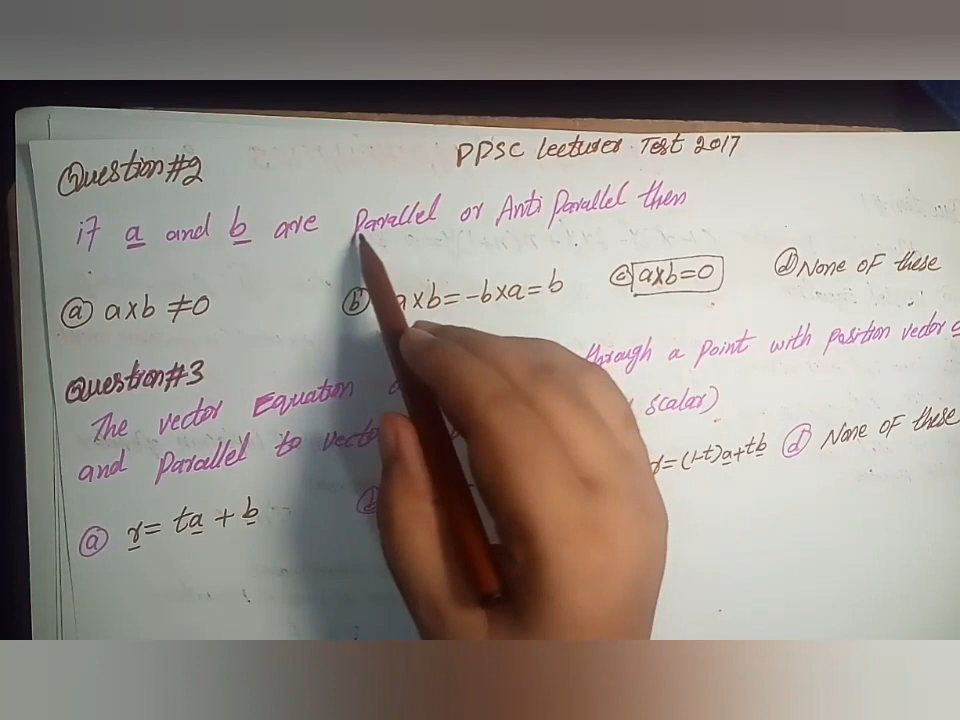 PPSC Lecturer Test 2017
Question#2
if a and b are Parallel or Anti Parallel then
(a) axb ≠0 (b) axb = -bxa = b (c) axb=0 (d) None OF these
Question#3
The vector Equation through a Point with Position vector a
and Parallel to vector scalar)
(a) r = ta + b r = (1-t)a+tb (d) None OF these